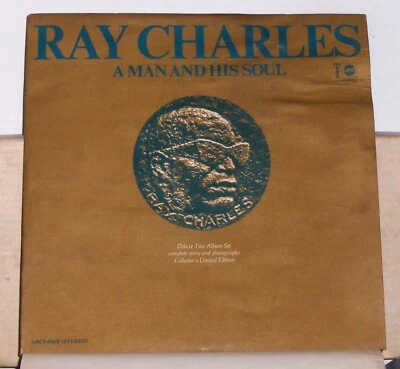 RAY CHARLES
A MAN AND HIS SOUL
RAY CHARLES
Deluxe Two Album Set
complete story and photographs
Collector's Limited Edition